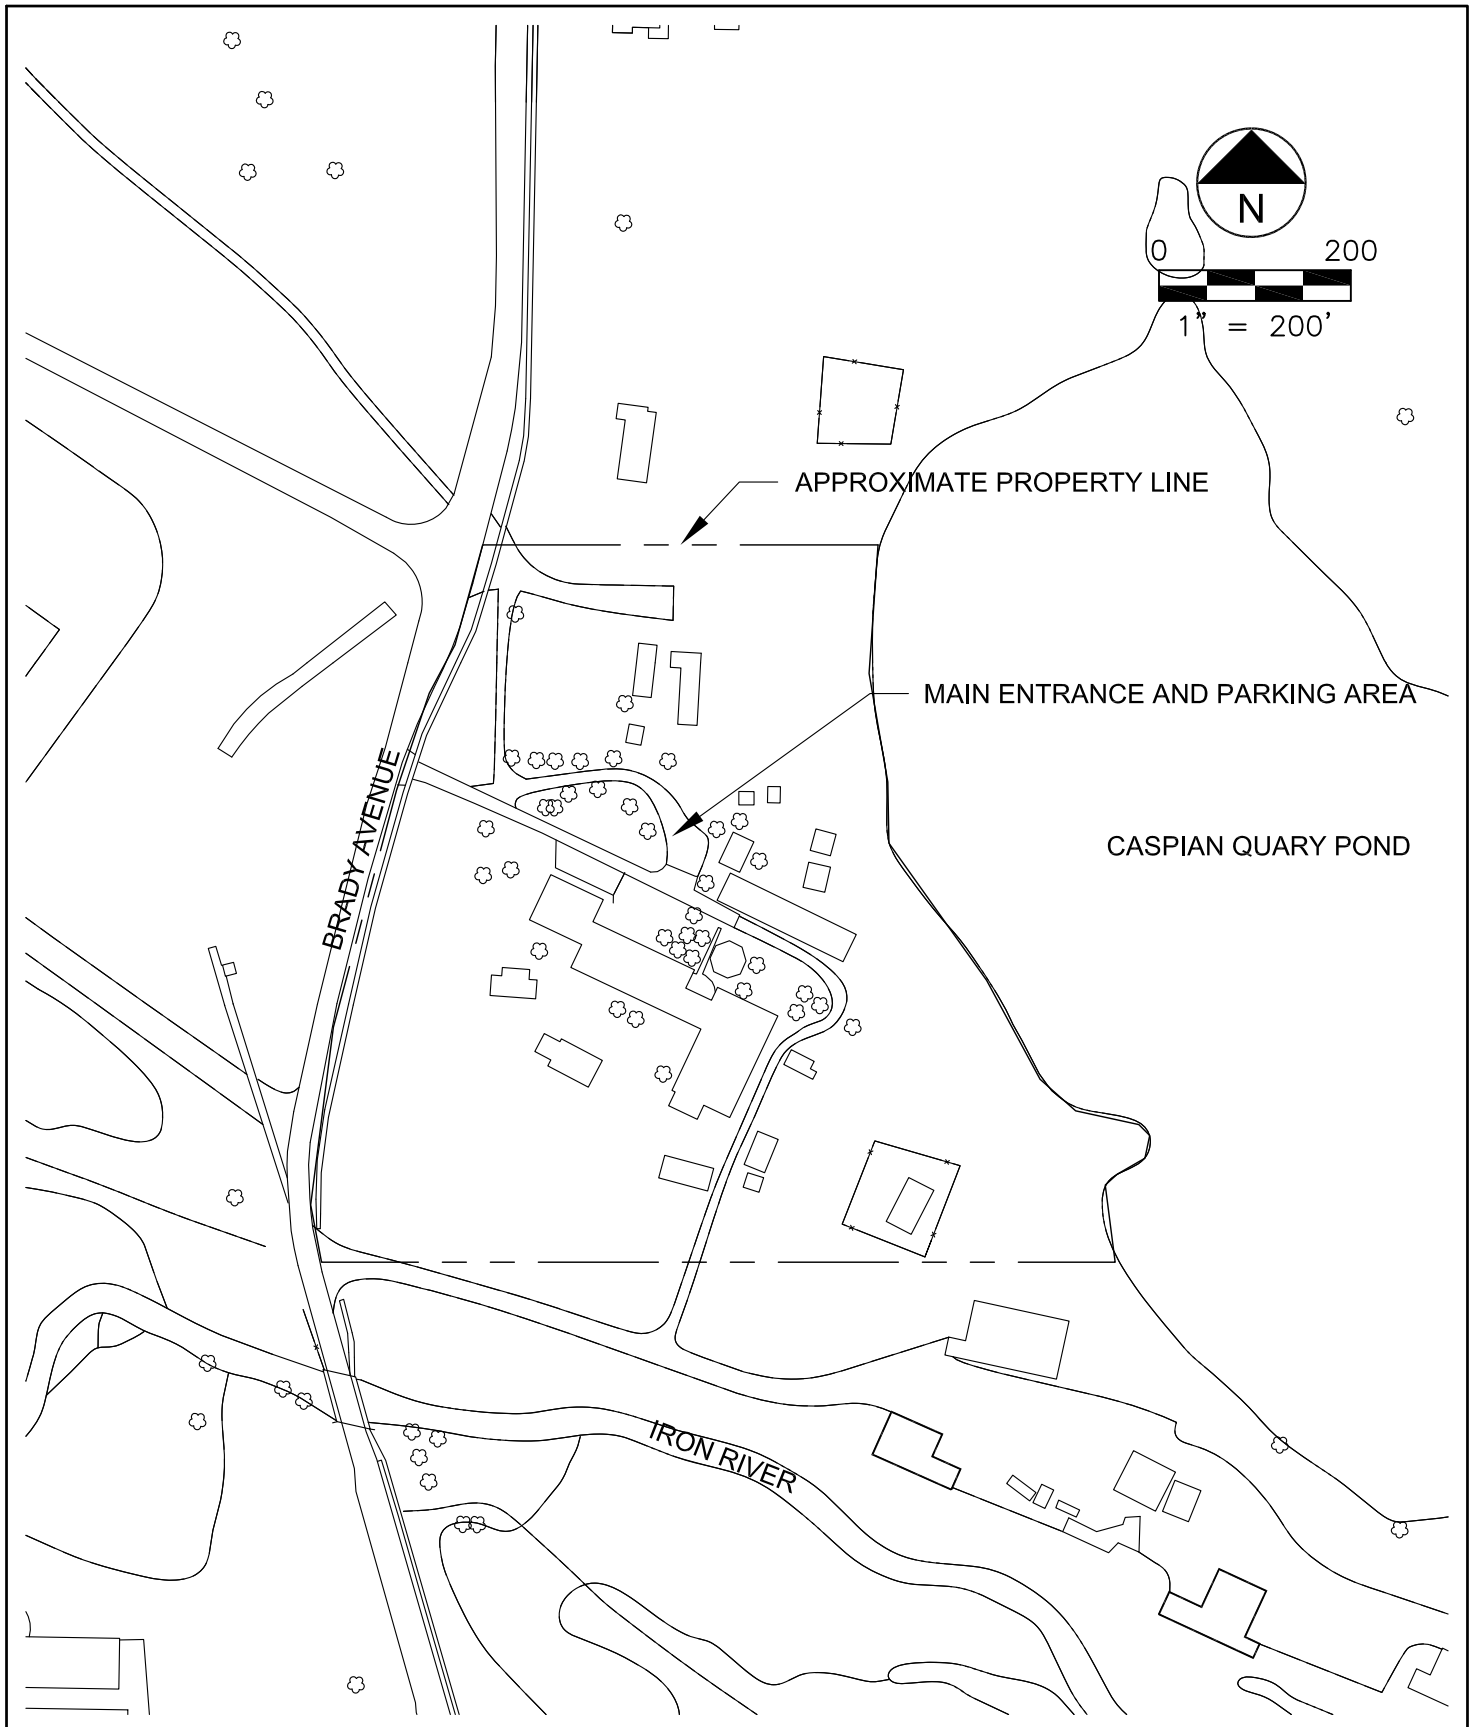 N
0 200
1" = 200'
APPROXIMATE PROPERTY LINE
MAIN ENTRANCE AND PARKING AREA
BRADY AVENUE
CASPIAN QUARY POND
IRON RIVER